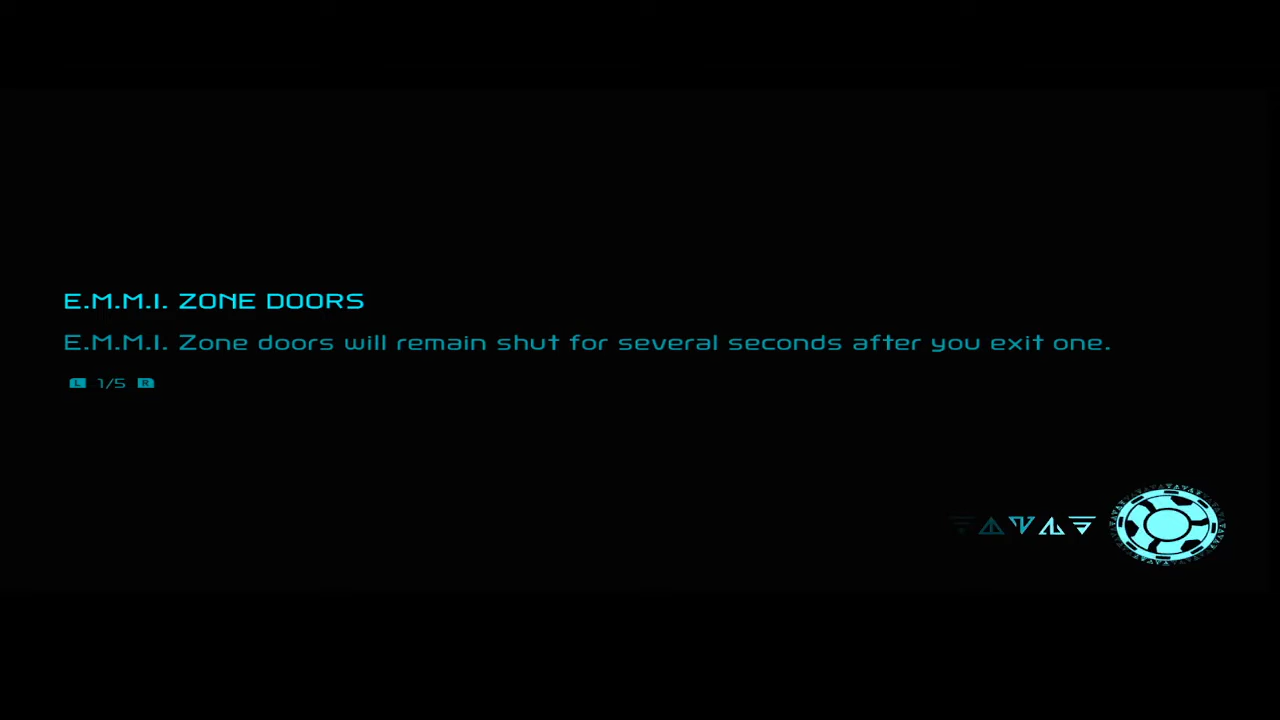 E.M.M.I. ZONE DOORS
E.M.M.I. Zone doors will remain shut for several seconds after you exit one.
L 1/5 R